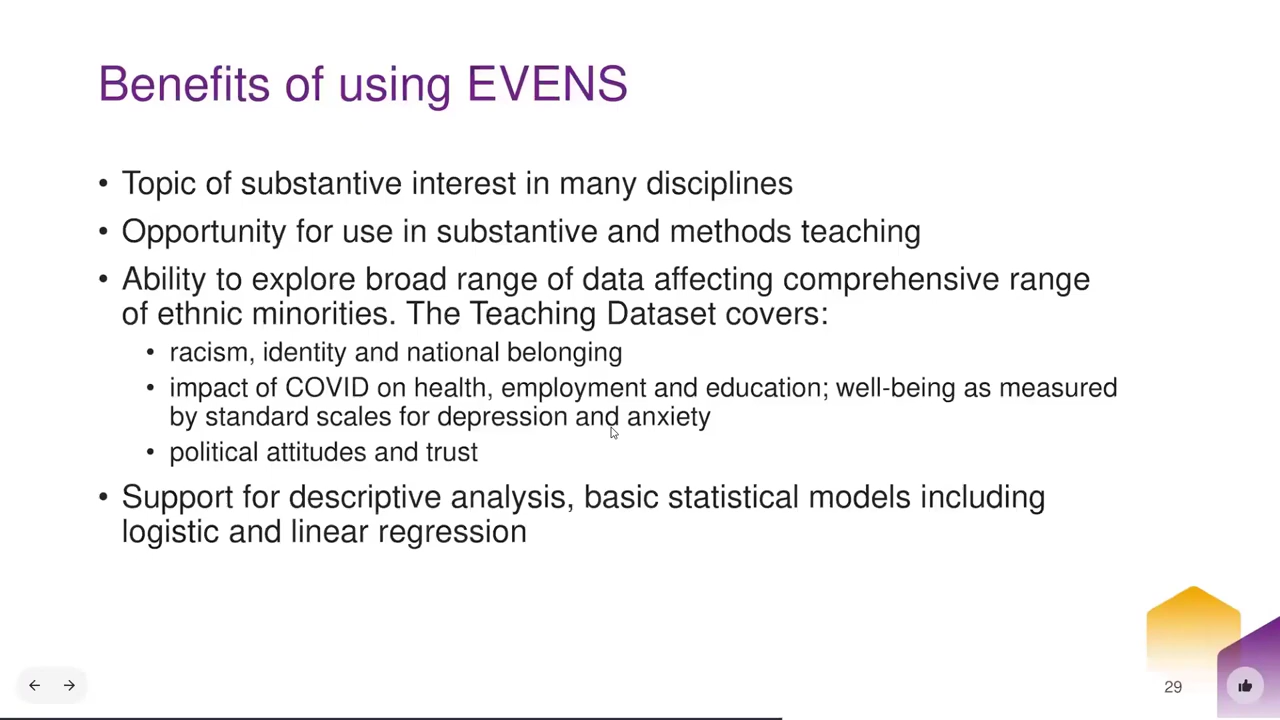 Benefits of using EVENS
• Topic of substantive interest in many disciplines
• Opportunity for use in substantive and methods teaching
• Ability to explore broad range of data affecting comprehensive range
of ethnic minorities. The Teaching Dataset covers:
• racism, identity and national belonging
• impact of COVID on health, employment and education; well-being as measured
by standard scales for depression and anxiety
• political attitudes and trust
• Support for descriptive analysis, basic statistical models including
logistic and linear regression
29